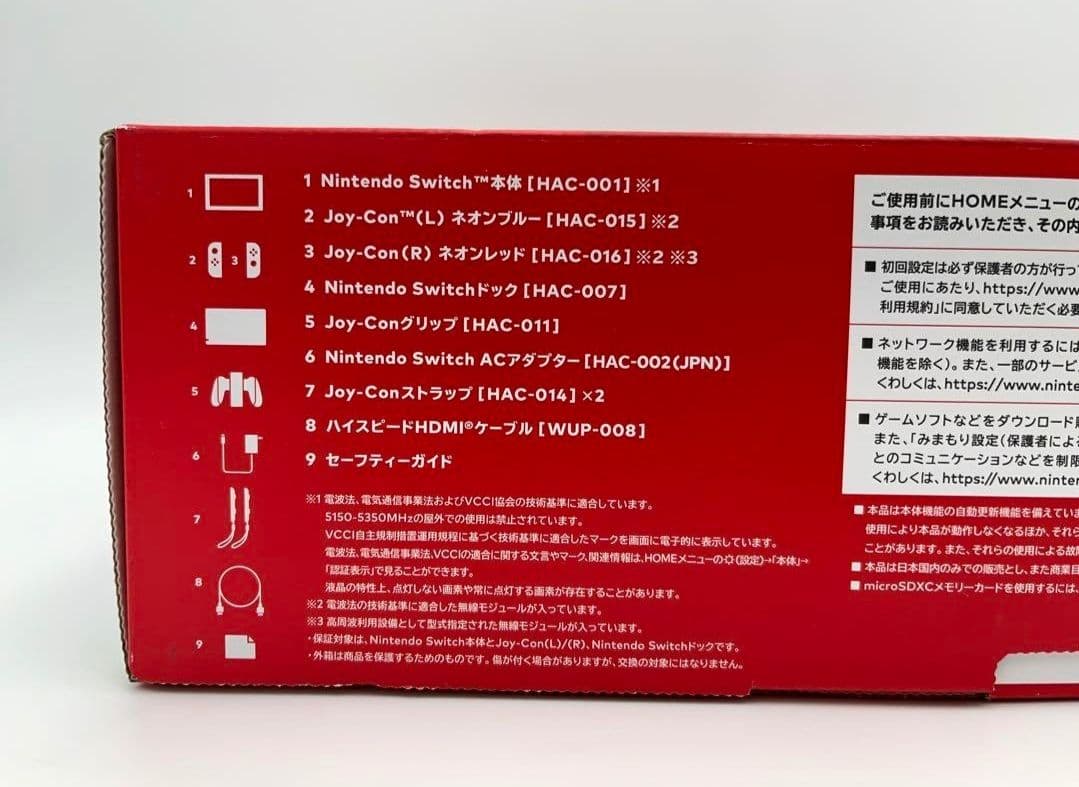 1 Nintendo Switch™本体 [HAC-001] ※1
2 Joy-Con™(L) ネオンブルー [HAC-015] ※2
3 Joy-Con(R) ネオンレッド [HAC-016] ※2 ※3
4 Nintendo Switchドック [HAC-007]
5 Joy-Conグリップ [HAC-011]
6 Nintendo Switch ACアダプター [HAC-002(JPN)]
7 Joy-Conストラップ [HAC-014] ×2
8 ハイスピードHDMI®ケーブル [WUP-008]
9 セーフティーガイド
※1 電波法、電気通信事業法およびVCCI協会の技術基準に適合しています。
5150-5350MHzの屋外での使用は禁止されています。
VCCI自主規制措置運用規程に基づく技術基準に適合したマークを画面に電子的に表示しています。
電波法、電気通信事業法、VCCIの適合に関する文言やマーク、関連情報は、HOMEメニューの(設定)→「本体」→
「認証表示」で見ることができます。
液晶の特性上、点灯しない画素や常に点灯する画素が存在することがあります。
※2 電波法の技術基準に適合した無線モジュールが入っています。
※3 高周波利用設備として型式指定された無線モジュールが入っています。
・保証対象は、Nintendo Switch本体とJoy-Con(L)/(R)、Nintendo Switchドックです。
・外箱は商品を保護するためのものです。傷が付く場合がありますが、交換の対象にはなりません。
1
2
3
4
5
6
7
8
9
ご使用前にHOMEメニューの
事項をお読みいただき、その内
■ 初回設定は必ず保護者の方が行っ
ご使用にあたり、https://www
利用規約」に同意していただく必要
■ ネットワーク機能を利用するには
機能を除く)。また、一部のサービ
くわしくは、https://www.ninte
■ ゲームソフトなどをダウンロード
また、「みまもり設定(保護者によ
とのコミュニケーションなどを制限
くわしくは、https://www.ninten
■ 本品は本体機能の自動更新機能を備えていま
使用により本品が動作しなくなるほか、それら
ことがあります。また、それらの使用による故
■ 本品は日本国内のみでの販売とし、また商業目
■ microSDXCメモリーカードを使用するには、